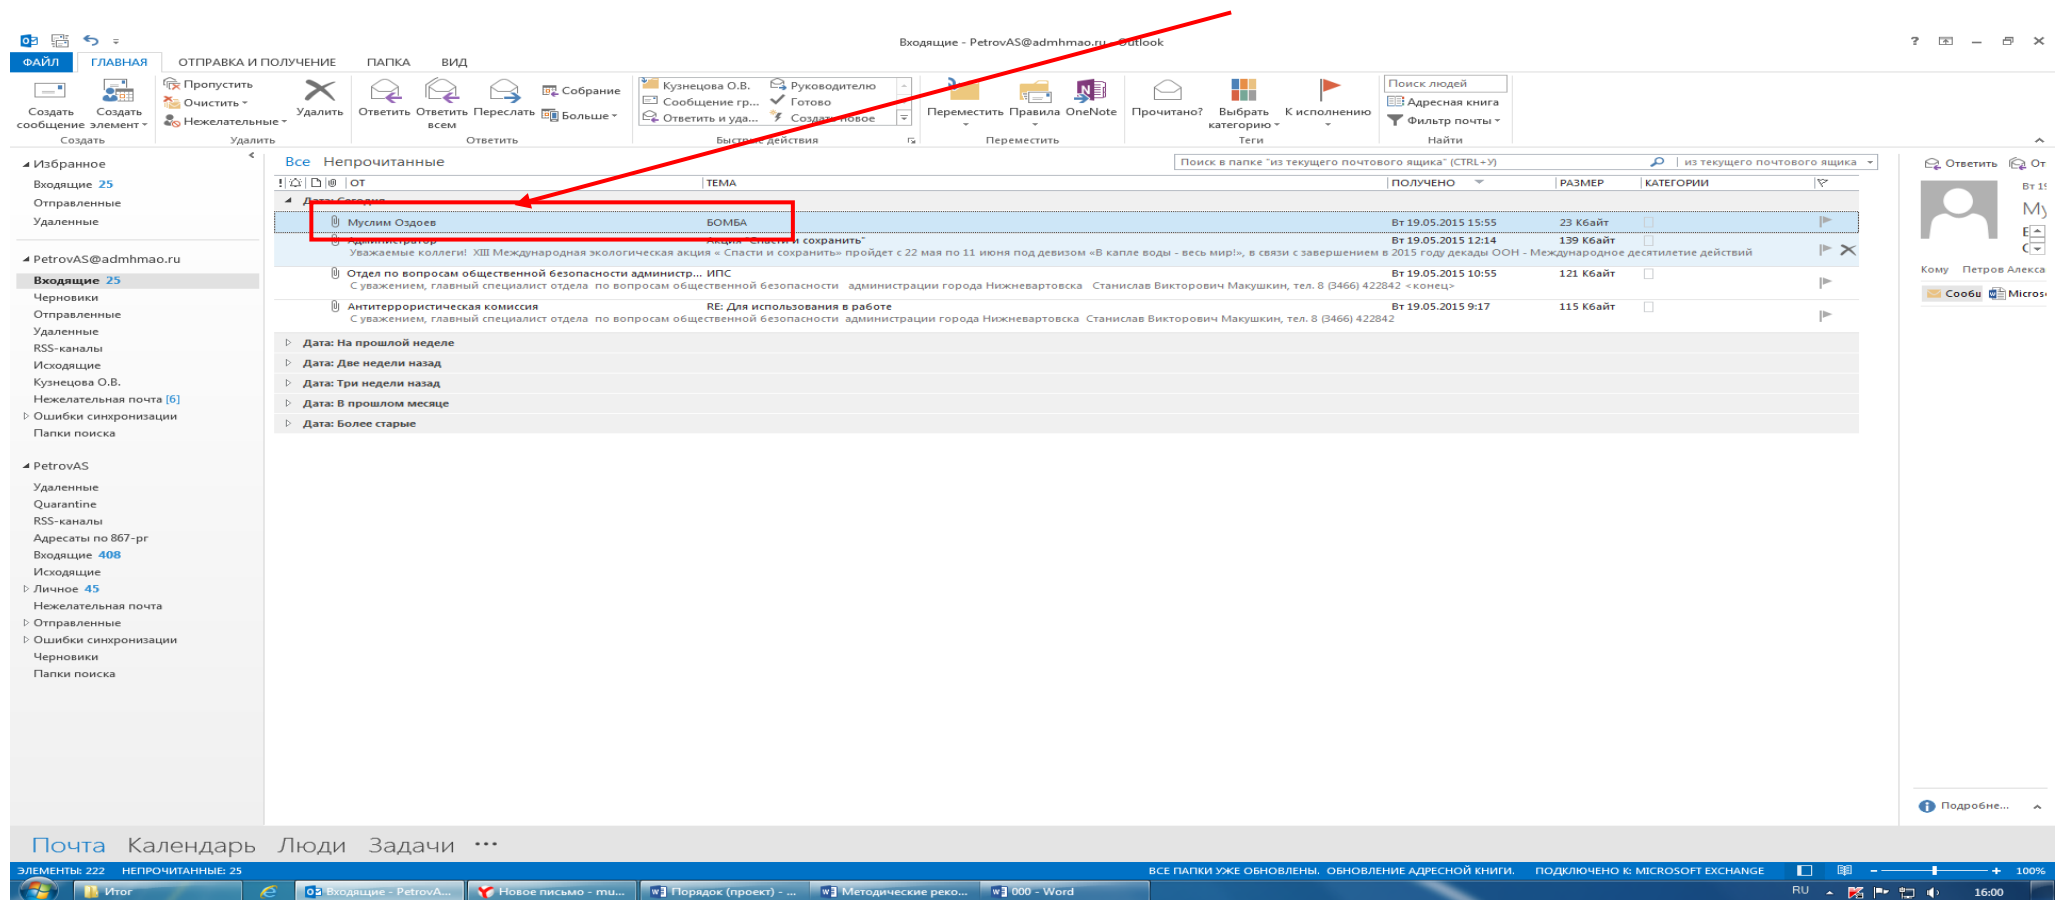 Входящие - PetrovAS@admhmao.ru - Outlook
ФАЙЛ ГЛАВНАЯ ОТПРАВКА И ПОЛУЧЕНИЕ ПАПКА ВИД
Создать сообщение
Создать элемент
Создать
Пропустить
Очистить
Нежелательные
Удалить
Удалить
Ответить
Ответить всем
Переслать
Собрание
Больше
Ответить
Кузнецова О.В.
Сообщение гр...
Ответить и уда...
Руководителю
Готово
Создать новое
Быстрые действия
Переместить
Правила
OneNote
Переместить
Прочитано?
Выбрать категорию
К исполнению
Теги
Поиск людей
Адресная книга
Фильтр почты
Найти
Избранное
Входящие 25
Отправленные
Удаленные
PetrovAS@admhmao.ru
Входящие 25
Черновики
Отправленные
Удаленные
RSS-каналы
Исходящие
Кузнецова О.В.
Нежелательная почта [6]
Ошибки синхронизации
Папки поиска
PetrovAS
Удаленные
Quarantine
RSS-каналы
Адресаты по 867-рг
Входящие 408
Исходящие
Личное 45
Нежелательная почта
Отправленные
Ошибки синхронизации
Черновики
Папки поиска
Все Непрочитанные
Поиск в папке "из текущего почтового ящика" (CTRL+У) из текущего почтового ящика
! ОТ ТЕМА ПОЛУЧЕНО РАЗМЕР КАТЕГОРИИ
Дата: Сегодня
Муслим Оздоев БОМБА Вт 19.05.2015 15:55 23 Кбайт
Администратор Акция "Спасти и сохранить" Вт 19.05.2015 12:14 139 Кбайт
Уважаемые коллеги! XIII Международная экологическая акция « Спасти и сохранить» пройдет с 22 мая по 11 июня под девизом «В капле воды - весь мир!», в связи с завершением в 2015 году декады ООН - Международное десятилетие действий
Отдел по вопросам общественной безопасности администр... ИПС Вт 19.05.2015 10:55 121 Кбайт
С уважением, главный специалист отдела по вопросам общественной безопасности администрации города Нижневартовска Станислав Викторович Макушкин, тел. 8 (3466) 422842 <конец>
Антитеррористическая комиссия RE: Для использования в работе Вт 19.05.2015 9:17 115 Кбайт
С уважением, главный специалист отдела по вопросам общественной безопасности администрации города Нижневартовска Станислав Викторович Макушкин, тел. 8 (3466) 422842
Дата: На прошлой неделе
Дата: Две недели назад
Дата: Три недели назад
Дата: В прошлом месяце
Дата: Более старые
Ответить От
Вт 19
Му
Кому Петров Алекса
Сообщ Micros
Подробне...
Почта Календарь Люди Задачи ···
ЭЛЕМЕНТЫ: 222 НЕПРОЧИТАННЫЕ: 25 ВСЕ ПАПКИ УЖЕ ОБНОВЛЕНЫ. ОБНОВЛЕНИЕ АДРЕСНОЙ КНИГИ. ПОДКЛЮЧЕНО К: MICROSOFT EXCHANGE 100%
Итог Входящие - PetrovA... Новое письмо - mu... Порядок (проект) - ... Методические реко... 000 - Word RU 16:00